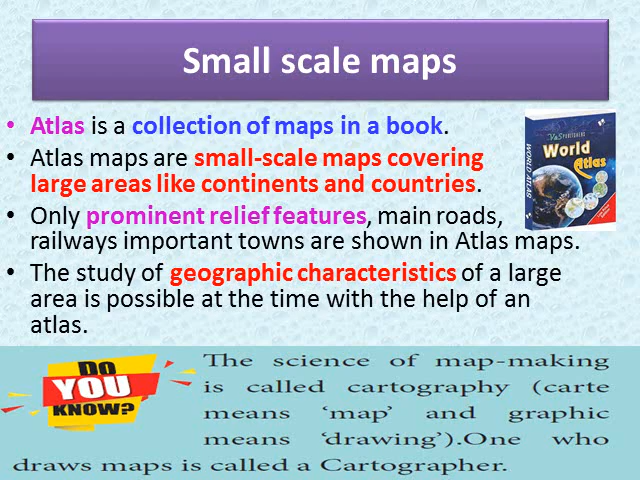 Small scale maps
• Atlas is a collection of maps in a book.
• Atlas maps are small-scale maps covering
large areas like continents and countries.
• Only prominent relief features, main roads,
railways important towns are shown in Atlas maps.
• The study of geographic characteristics of a large
area is possible at the time with the help of an
atlas.
V&S PUBLISHERS
World
Atlas
WORLD ATLAS
DO
YOU
KNOW?
The science of map-making
is called cartography (carte
means ‘map’ and graphic
means ‘drawing’).One who
draws maps is called a Cartographer.